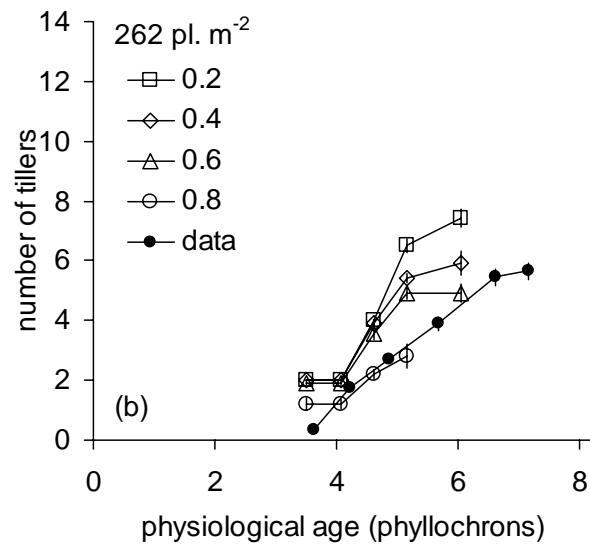 14
262 pl. m-2
12
0.2
10
0.4
8
0.6
0.8
6
data
4
2
(b)
0
0 2 4 6 8
number of tillers
physiological age (phyllochrons)